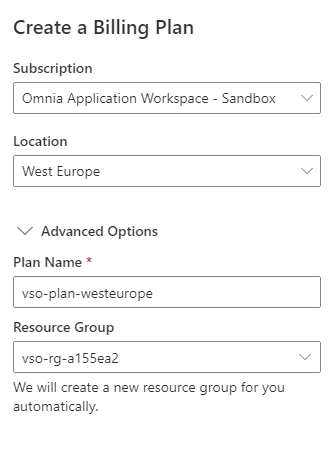 Create a Billing Plan
Subscription
Omnia Application Workspace - Sandbox
Location
West Europe
Advanced Options
Plan Name *
vso-plan-westeurope
Resource Group
vso-rg-a155ea2
We will create a new resource group for you
automatically.